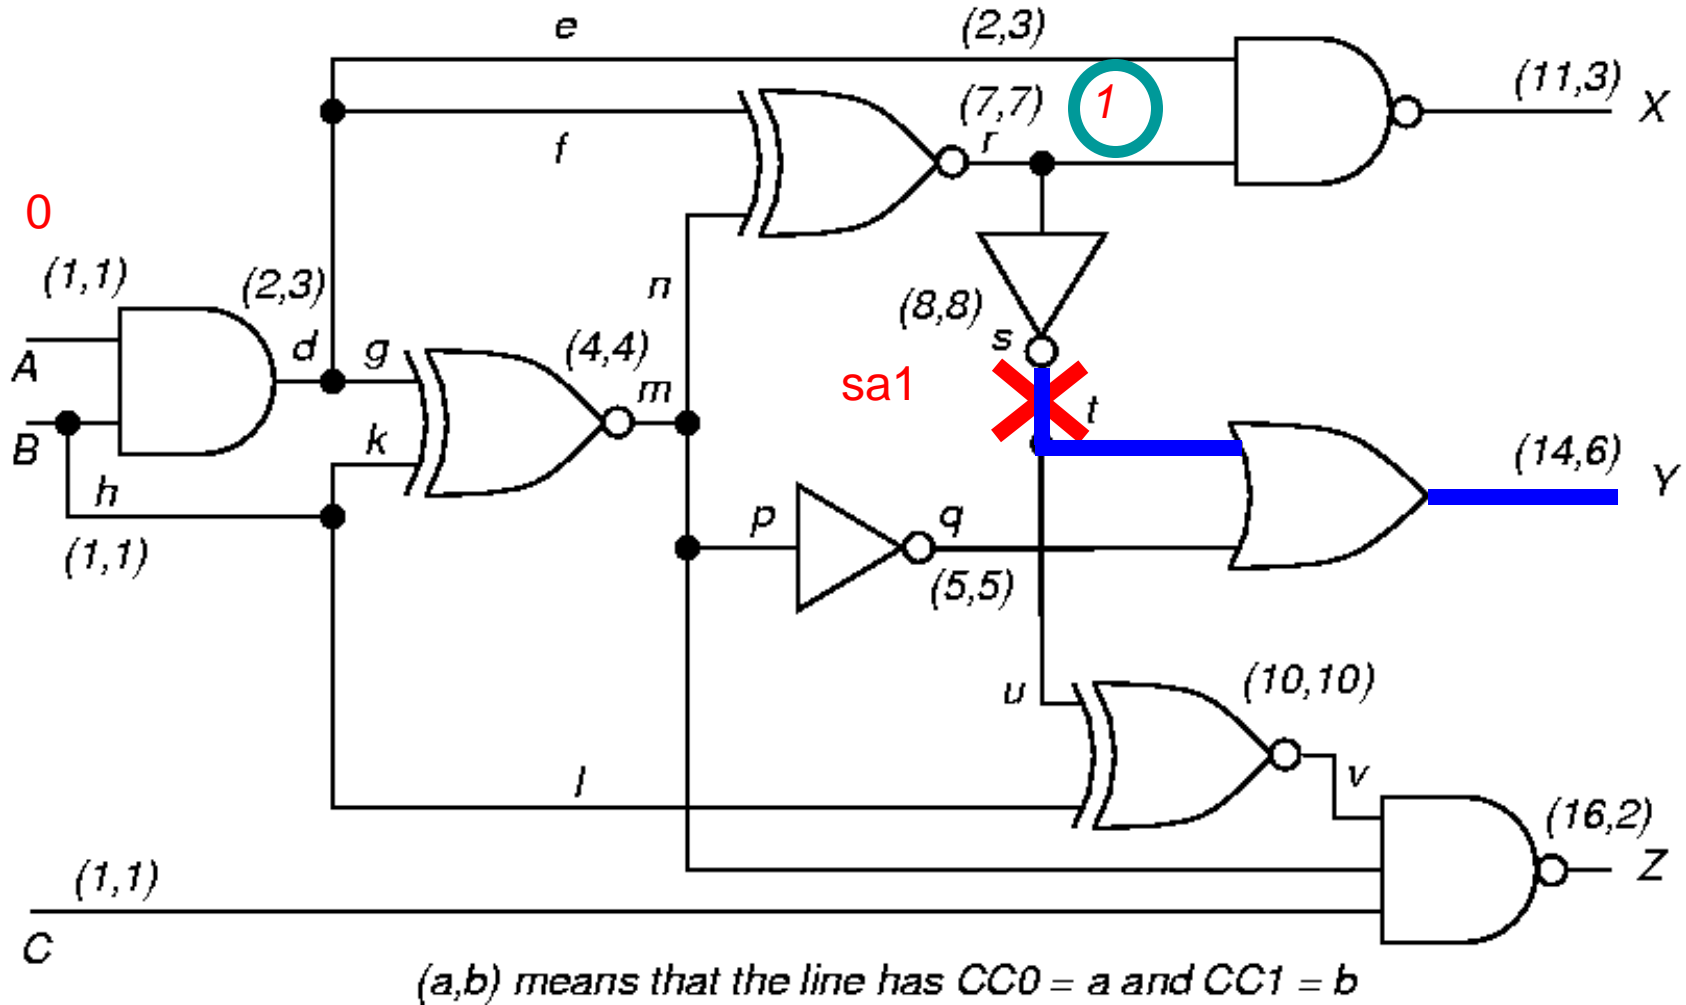 e
(2,3)
(11,3)
X
(7,7)
1
f
r
0
(1,1)
(2,3)
n
(8,8)
s
A
d
g
(4,4)
m
sa1
t
B
k
(14,6)
Y
h
p
q
(1,1)
(5,5)
u
(10,10)
l
v
(16,2)
Z
(1,1)
C
(a,b) means that the line has CC0 = a and CC1 = b